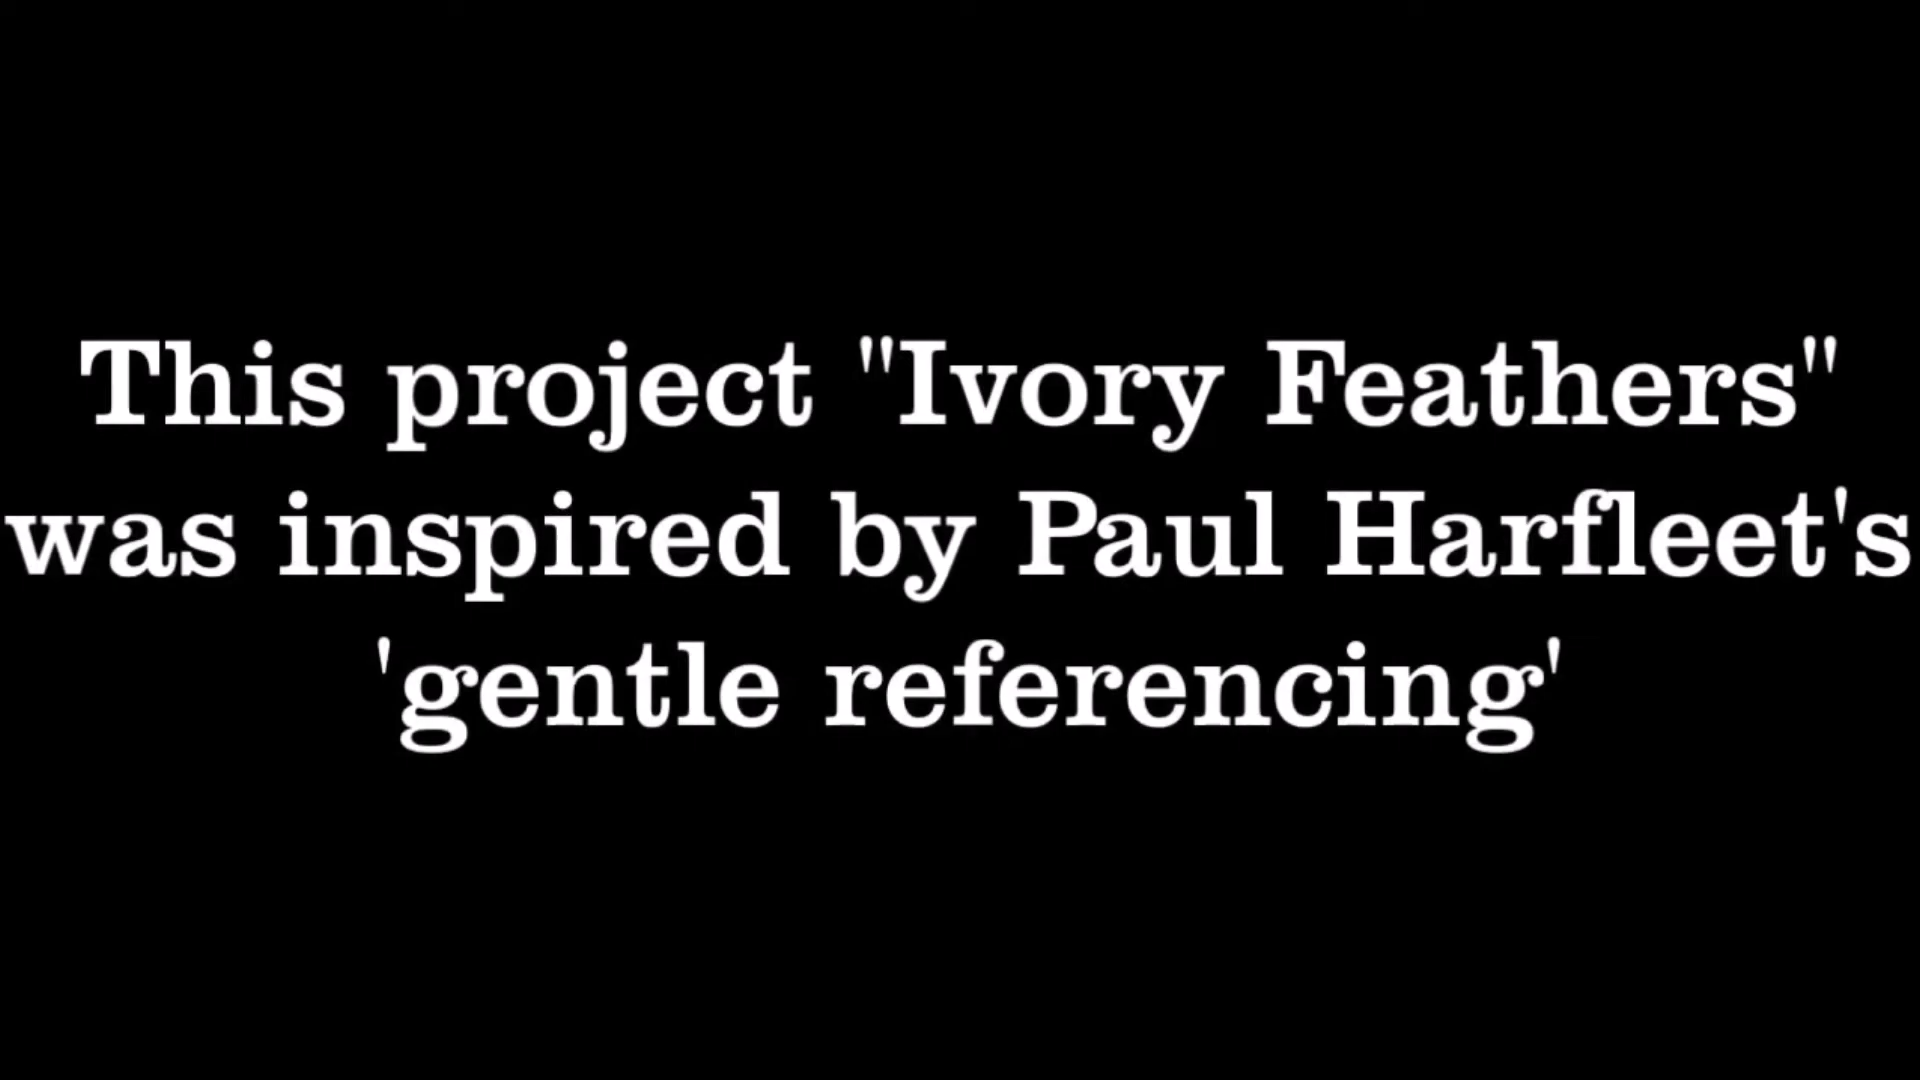 This project "Ivory Feathers"
was inspired by Paul Harfleet's
'gentle referencing'